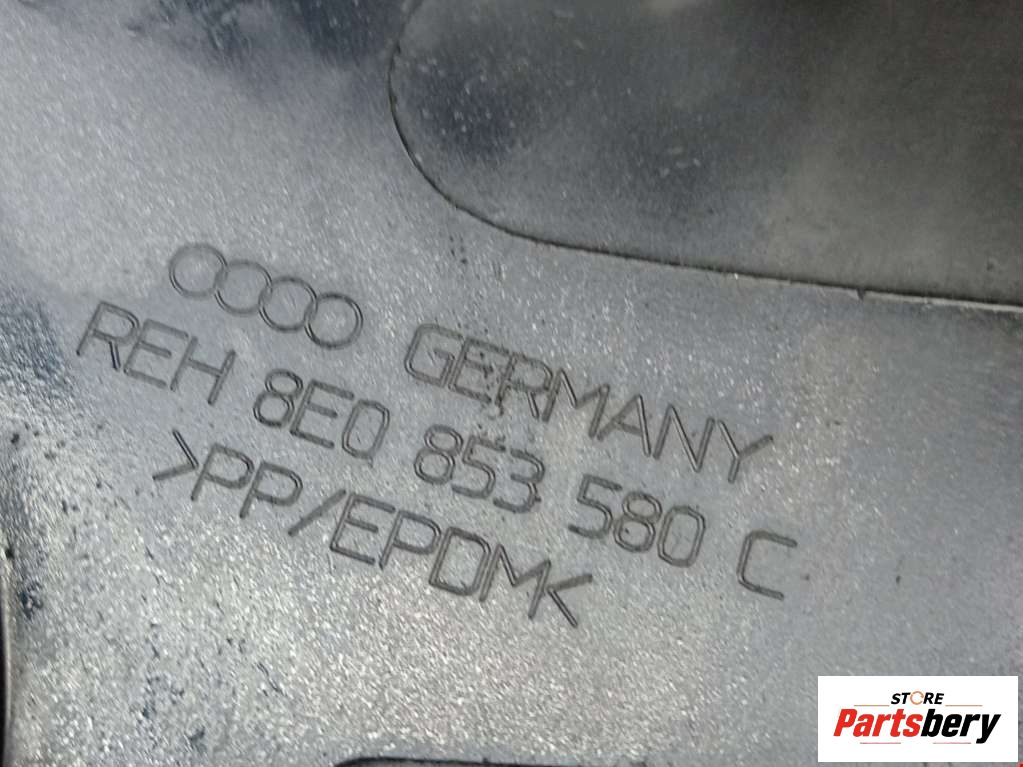 GERMANY
REH 8E0 853 580 C
>PP/EPDM<
STORE
Partsbery